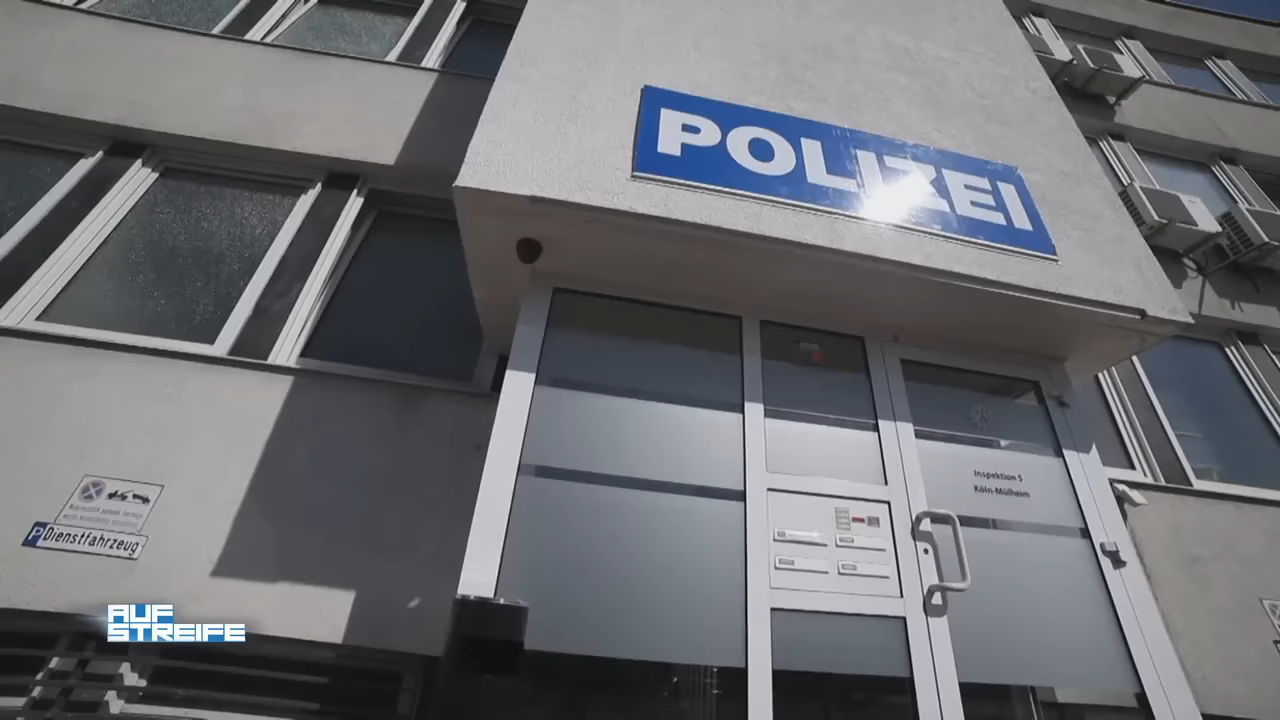 POLIZEI
Inspektion 5
Köln-Mülheim
P Dienstfahrzeug
AUF
STREIFE